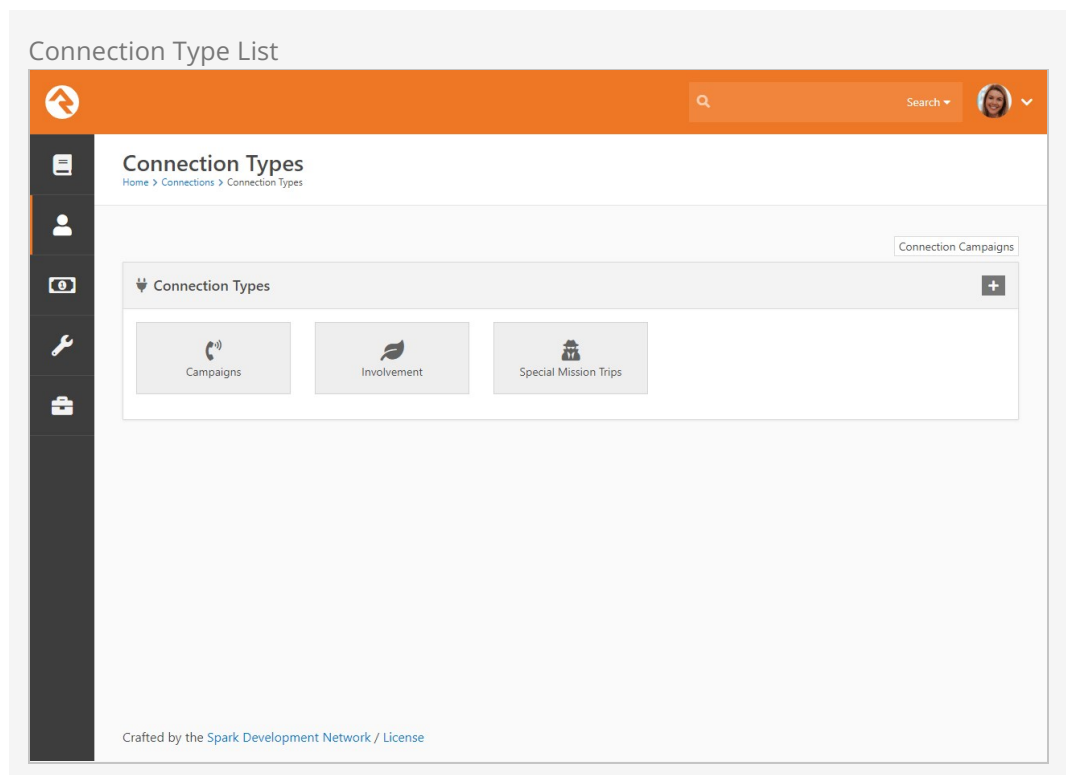 Connection Type List
Search
Connection Types
Home > Connections > Connection Types
Connection Campaigns
Connection Types
Campaigns
Involvement
Special Mission Trips
Crafted by the Spark Development Network / License